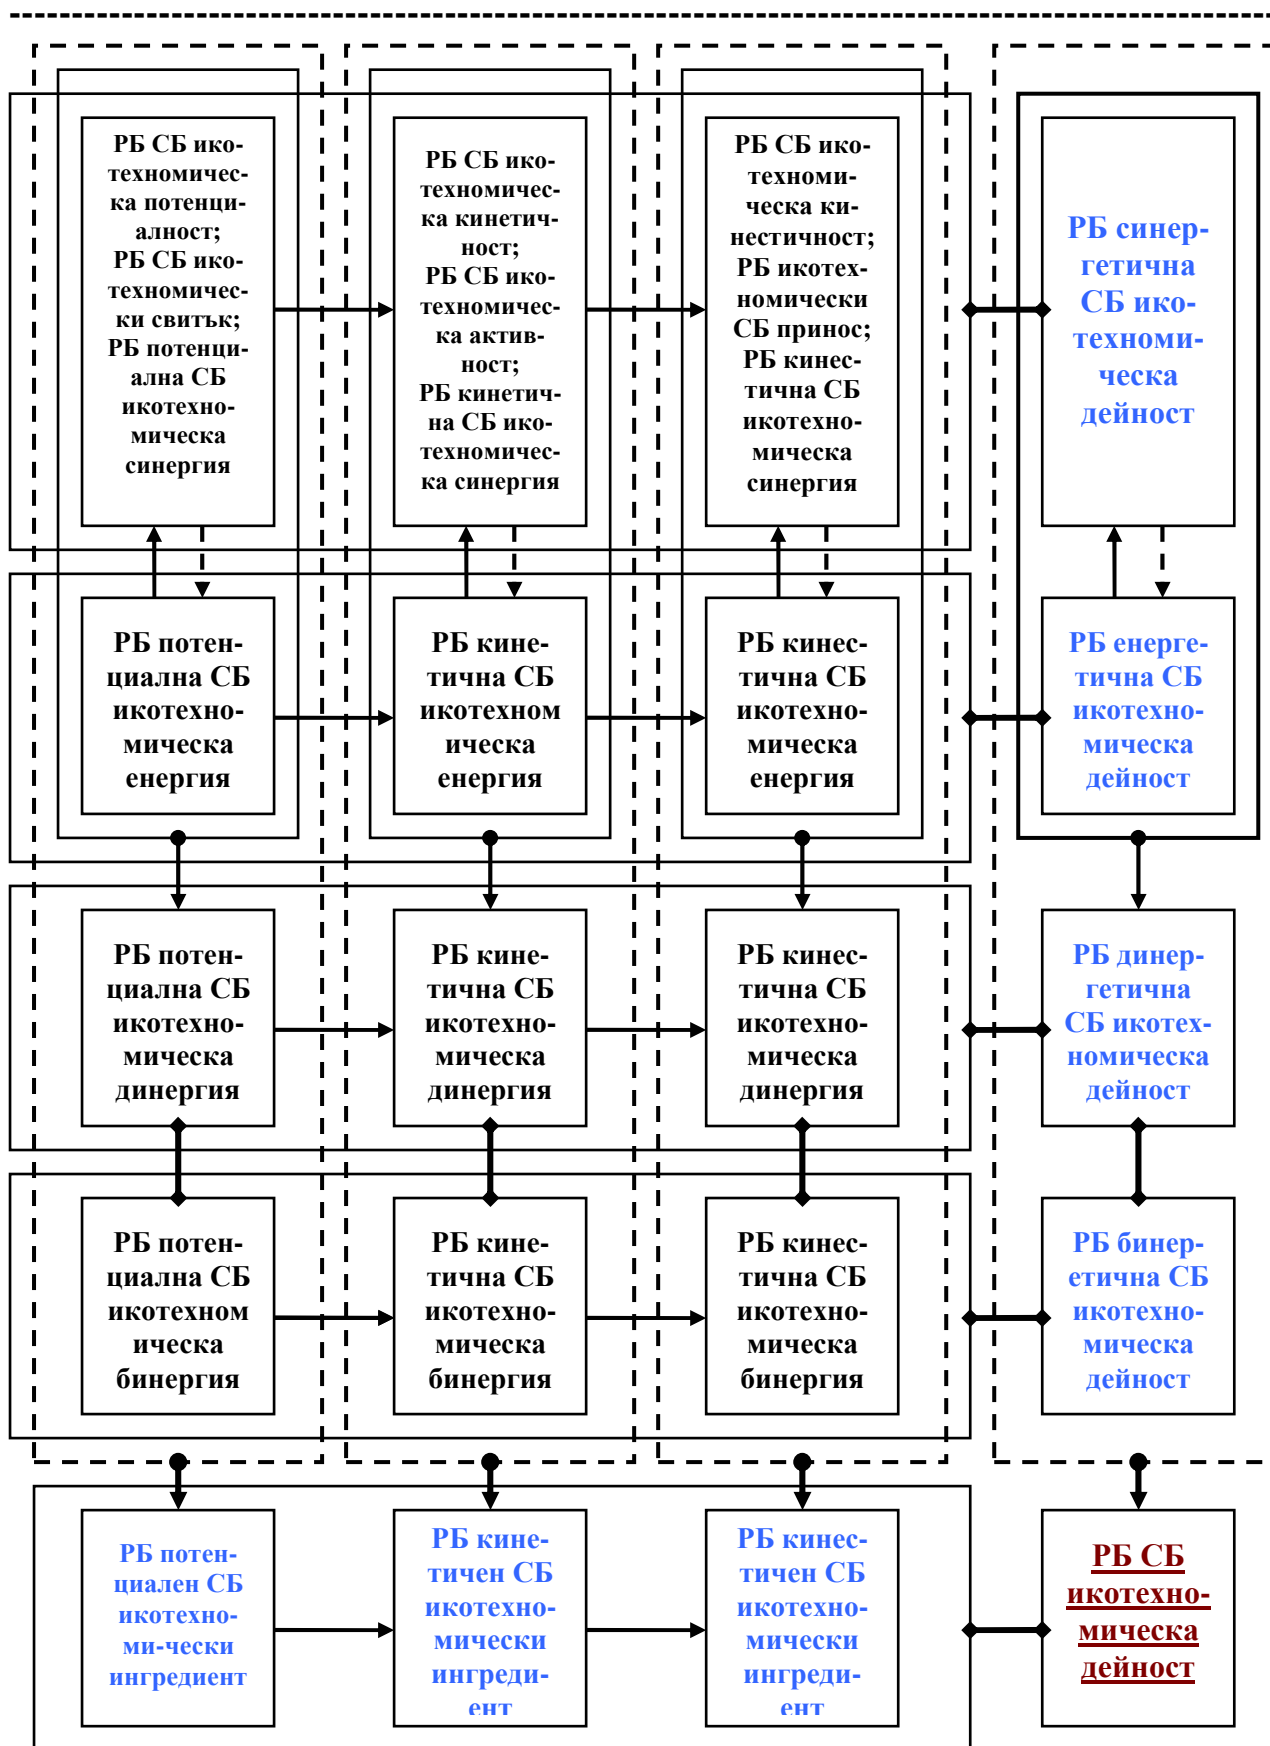 РБ СБ ико-
техномичес-
ка потенци-
алност;
РБ СБ ико-
техномичес-
ки свитък;
РБ потенци-
ална СБ
икотехно-
мическа
синергия
РБ СБ ико-
техномичес-
ка кинетич-
ност;
РБ СБ ико-
техномичес-
ка актив-
ност;
РБ кинетич-
на СБ ико-
техномичес-
ка синергия
РБ СБ ико-
техноми-
ческа ки-
нестичност;
РБ икотех-
номически
СБ принос;
РБ кинес-
тична СБ
икотехно-
мическа
синергия
РБ синер-
гетична
СБ ико-
техноми-
ческа
дейност
РБ потен-
циална СБ
икотехно-
мическа
енергия
РБ кине-
тична СБ
икотехном
ическа
енергия
РБ кинес-
тична СБ
икотехно-
мическа
енергия
РБ енерге-
тична СБ
икотехно-
мическа
дейност
РБ потен-
циална СБ
икотехно-
мическа
динергия
РБ кине-
тична СБ
икотехно-
мическа
динергия
РБ кинес-
тична СБ
икотехно-
мическа
динергия
РБ динер-
гетична
СБ икотех-
номическа
дейност
РБ потен-
циална СБ
икотехном
ическа
бинергия
РБ кине-
тична СБ
икотехно-
мическа
бинергия
РБ кинес-
тична СБ
икотехно-
мическа
бинергия
РБ бинер-
етична СБ
икотехно-
мическа
дейност
РБ потен-
циален СБ
икотехно-
ми-чески
ингредиент
РБ кине-
тичен СБ
икотехно-
мически
ингреди-
ент
РБ кинес-
тичен СБ
икотехно-
мически
ингреди-
ент
РБ СБ
икотехно-
мическа
дейност